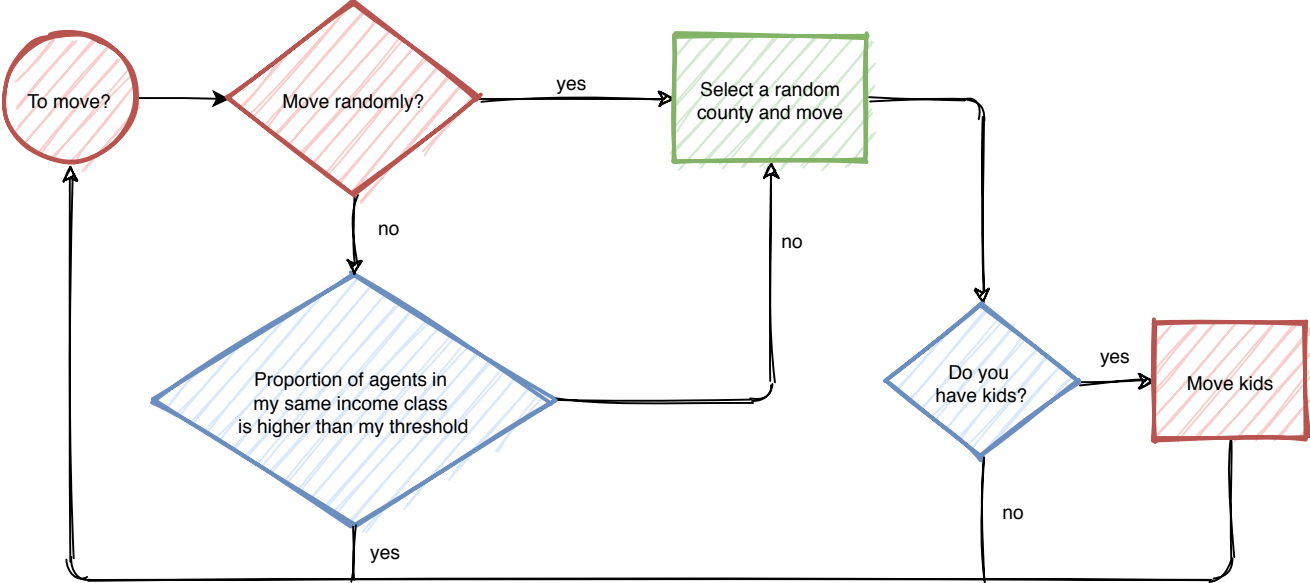 To move?
Move randomly?
yes
Select a random
county and move
no
no
Proportion of agents in
my same income class
is higher than my threshold
Do you
have kids?
yes
Move kids
no
yes